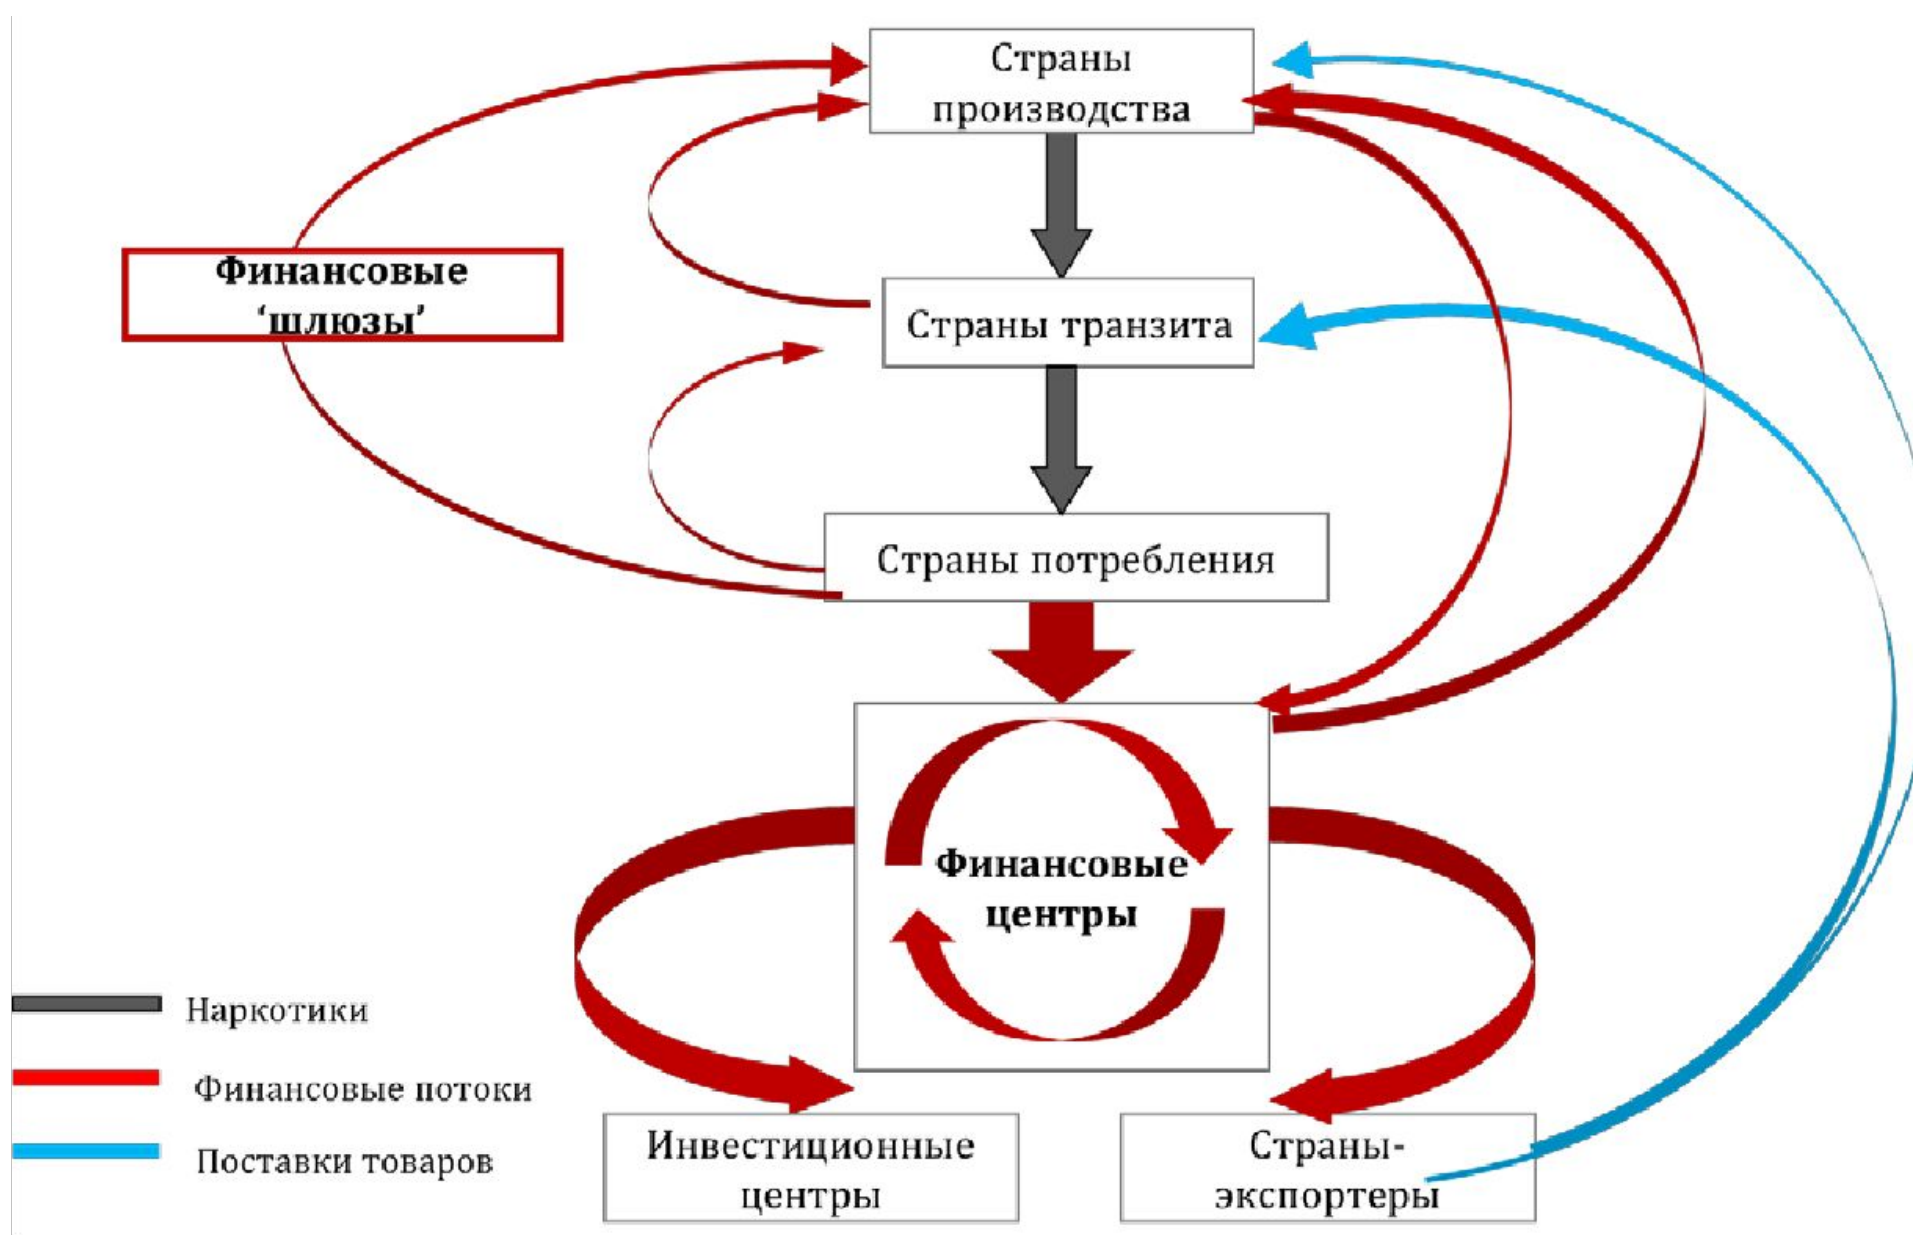 Страны
производства
Финансовые
‘шлюзы’
Страны транзита
Страны потребления
Финансовые
центры
Наркотики
Финансовые потоки
Поставки товаров
Инвестиционные
центры
Страны-
экспортеры